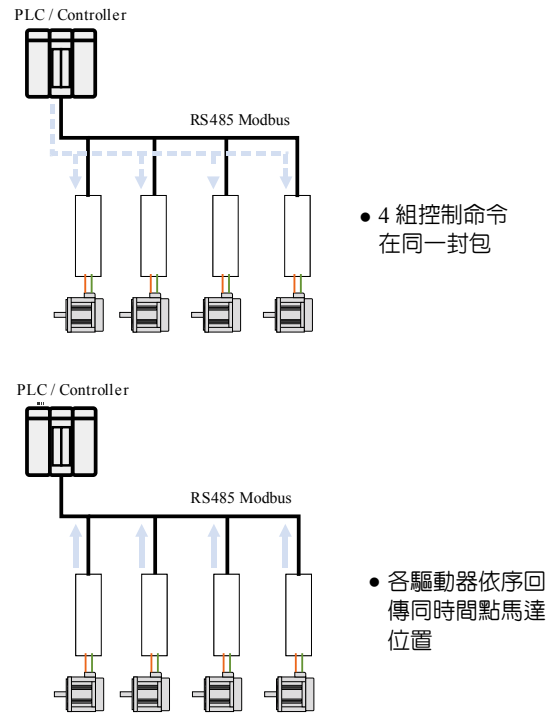 PLC / Controller
RS485 Modbus
● 4 組控制命令
在同一封包
PLC / Controller
RS485 Modbus
● 各驅動器依序回
傳同時間點馬達
位置